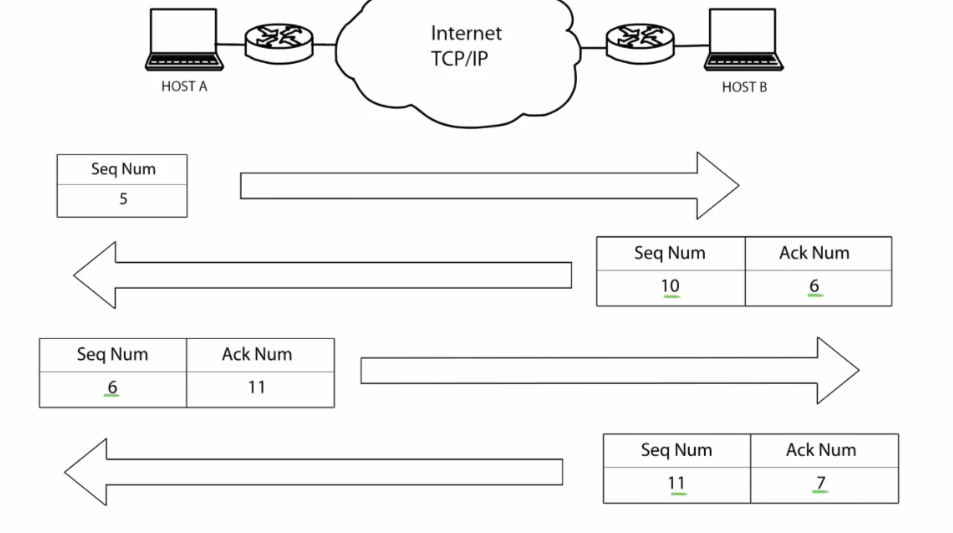 Internet
TCP/IP
HOST A
HOST B
Seq Num
5
Seq Num Ack Num
10 6
Seq Num Ack Num
6 11
Seq Num Ack Num
11 7